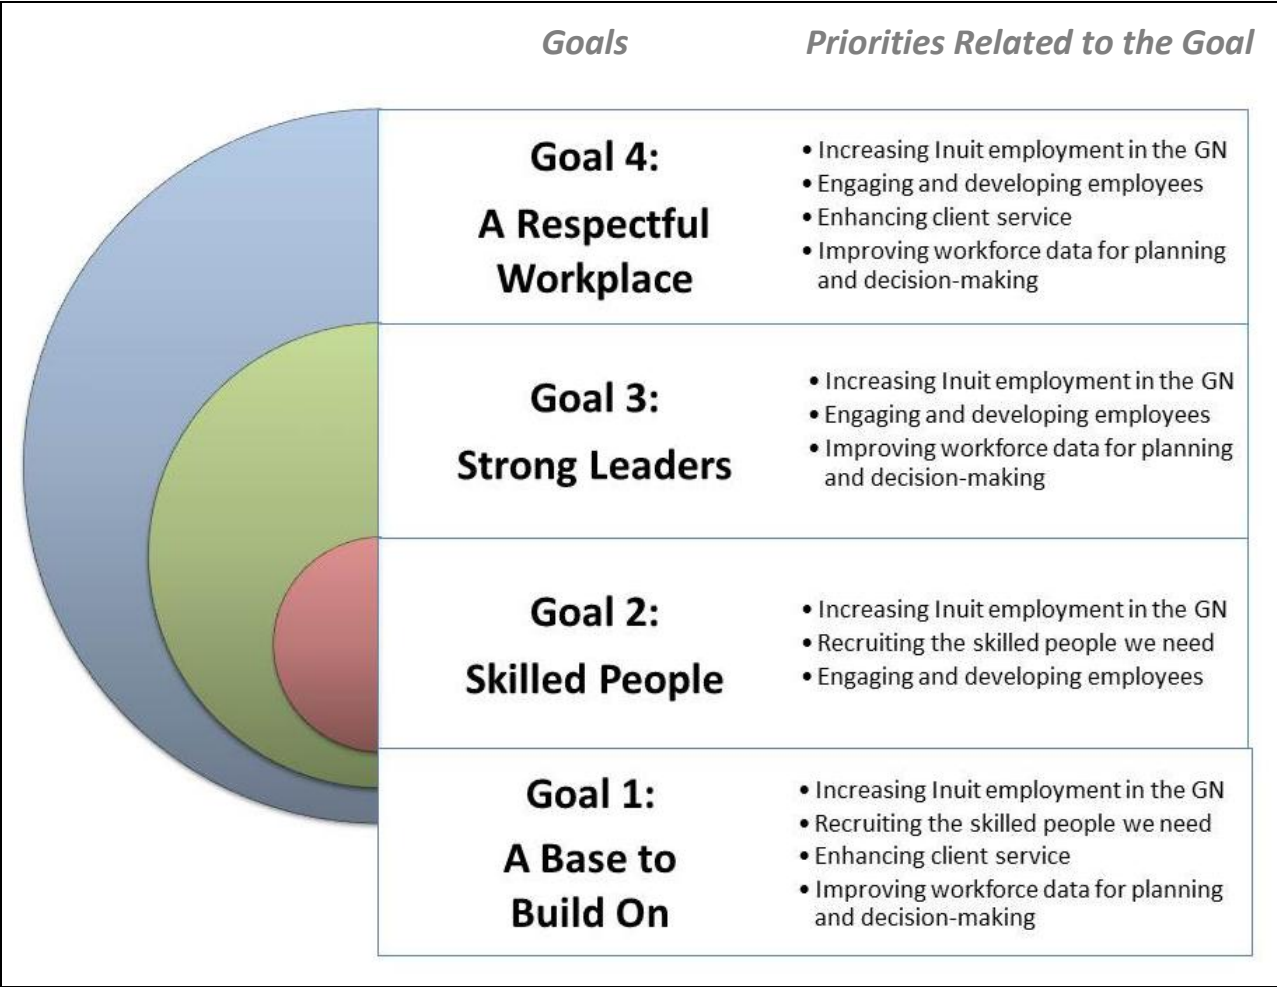 Goals
Priorities Related to the Goal
Goal 4:
A Respectful
Workplace
• Increasing Inuit employment in the GN
• Engaging and developing employees
• Enhancing client service
• Improving workforce data for planning
and decision-making
Goal 3:
Strong Leaders
• Increasing Inuit employment in the GN
• Engaging and developing employees
• Improving workforce data for planning
and decision-making
Goal 2:
Skilled People
• Increasing Inuit employment in the GN
• Recruiting the skilled people we need
• Engaging and developing employees
Goal 1:
A Base to
Build On
• Increasing Inuit employment in the GN
• Recruiting the skilled people we need
• Enhancing client service
• Improving workforce data for planning
and decision-making